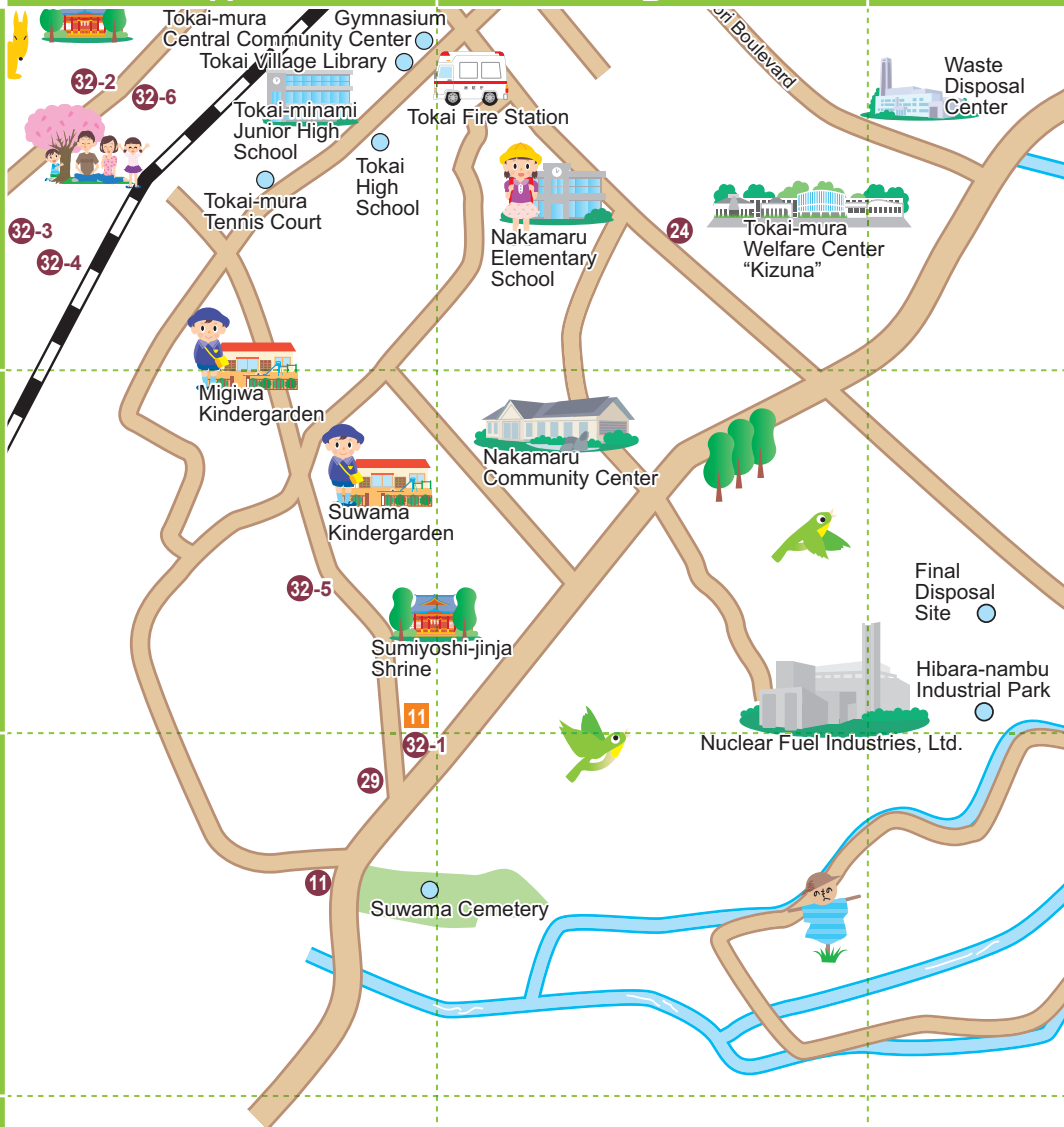 Tokai-mura
Gymnasium
Central Community Center
Tokai Village Library
Waste
Disposal
Center
32-2
32-6
Tokai-minami
Junior High
School
Tokai Fire Station
Boulevard
Tokai
High
School
Tokai-mura
Tennis Court
32-3
32-4
Nakamaru
Elementary
School
24
Tokai-mura
Welfare Center
“Kizuna”
Migiwa
Kindergarden
Suwama
Kindergarden
Nakamaru
Community Center
32-5
Final
Disposal
Site
Sumiyoshi-jinja
Shrine
Hibara-nambu
Industrial Park
11
32-1
Nuclear Fuel Industries, Ltd.
29
11
Suwama Cemetery